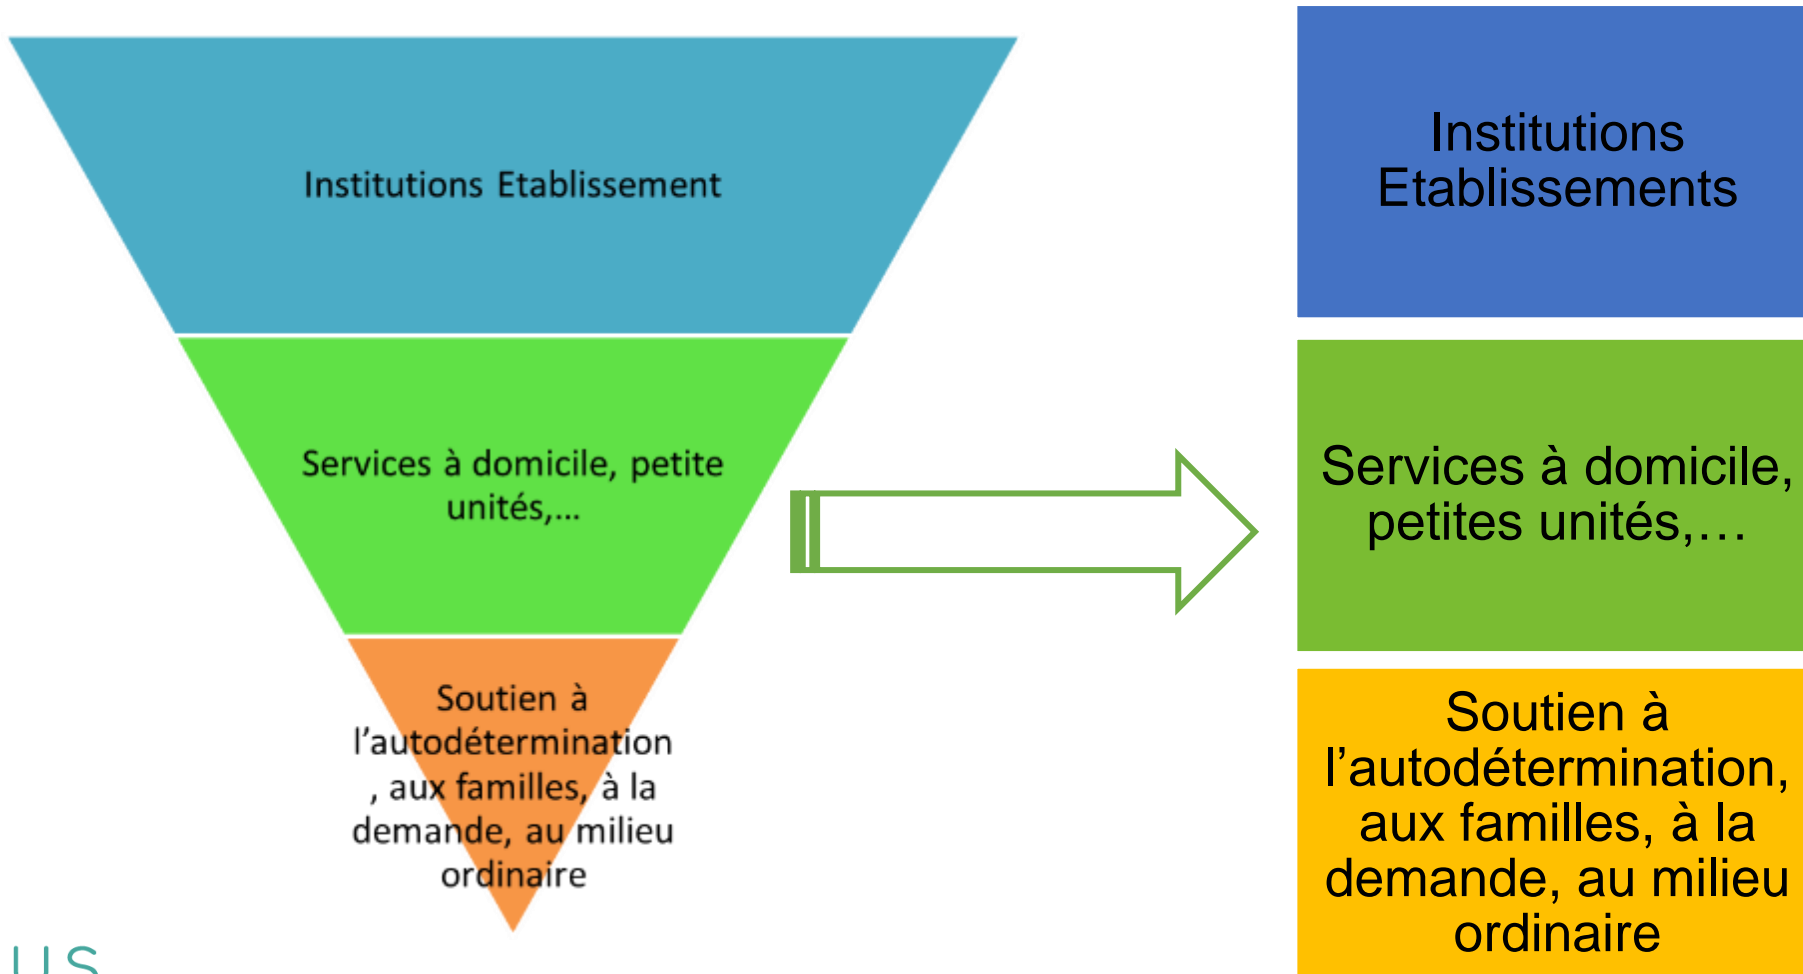 Institutions Etablissement
Services à domicile, petite
unités,...
Soutien à
l'autodétermination
, aux familles, à la
demande, au milieu
ordinaire
Institutions
Etablissements
Services à domicile,
petites unités,…
Soutien à
l'autodétermination,
aux familles, à la
demande, au milieu
ordinaire